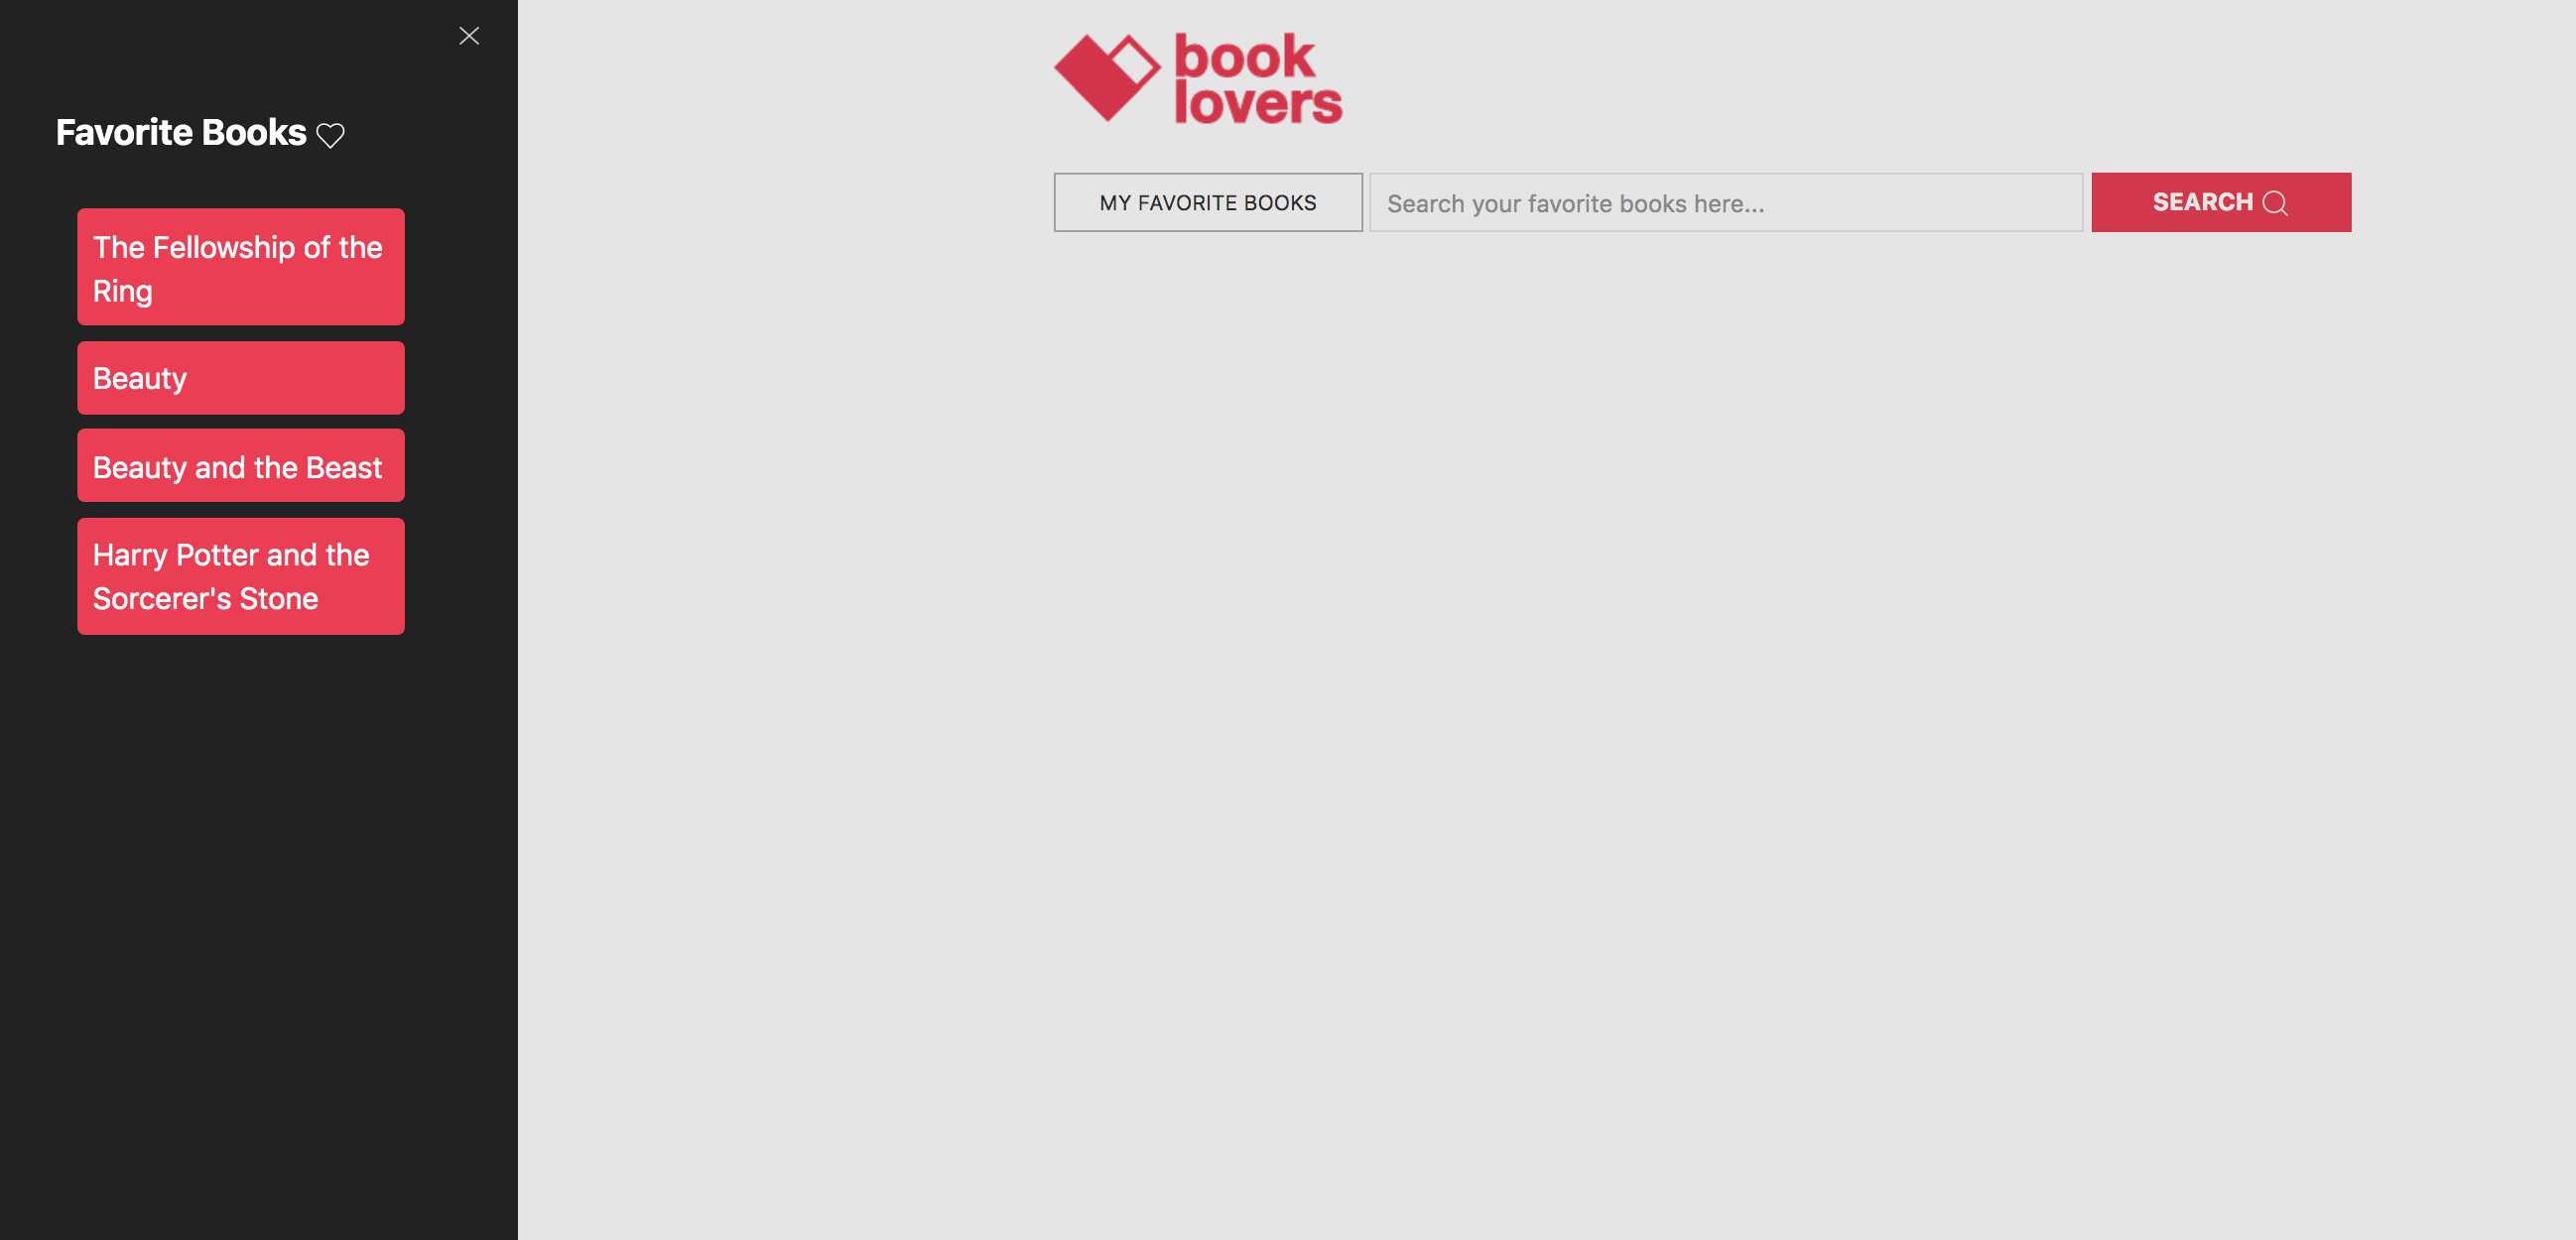 Favorite Books
The Fellowship of the
Ring
Beauty
Beauty and the Beast
Harry Potter and the
Sorcerer's Stone
book
lovers
MY FAVORITE BOOKS
Search your favorite books here...
SEARCH